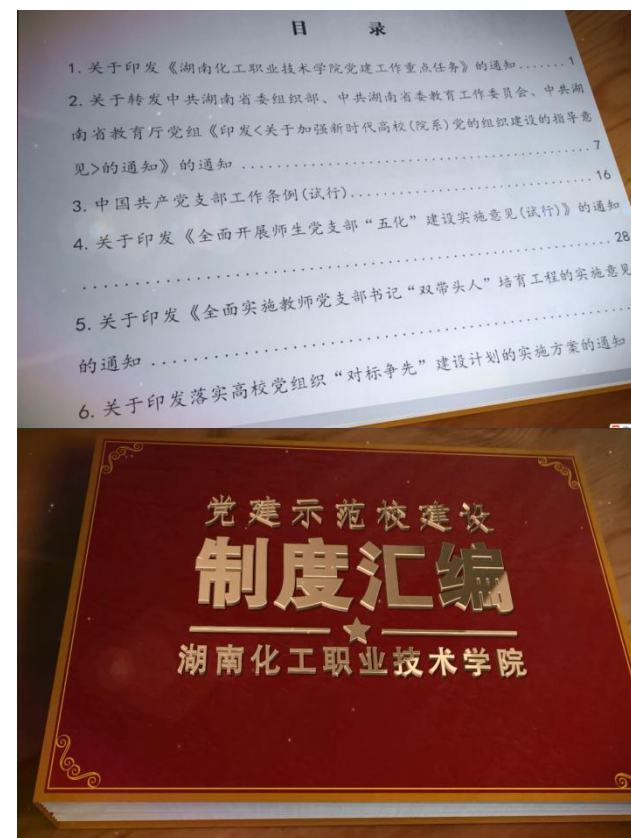 目 录
1. 关于印发《湖南化工职业技术学院党建工作重点任务》的通知.......1
2. 关于转发中共湖南省委组织部、中共湖南省委教育工作委员会、中共湖
南省教育厅党组《印发<关于加强新时代高校(院系)党的组织建设的指导意
见>的通知》的通知 ........................................7
3. 中国共产党支部工作条例(试行)............................16
4. 关于印发《全面开展师生党支部“五化”建设实施意见(试行)》的通知
........................................................28
5. 关于印发《全面实施教师党支部书记“双带头人”培育工程的实施意见
的通知 ..................................................
6. 关于印发落实高校党组织“对标争先”建设计划的实施方案的通知
党建示范校建设
制度汇编
湖南化工职业技术学院